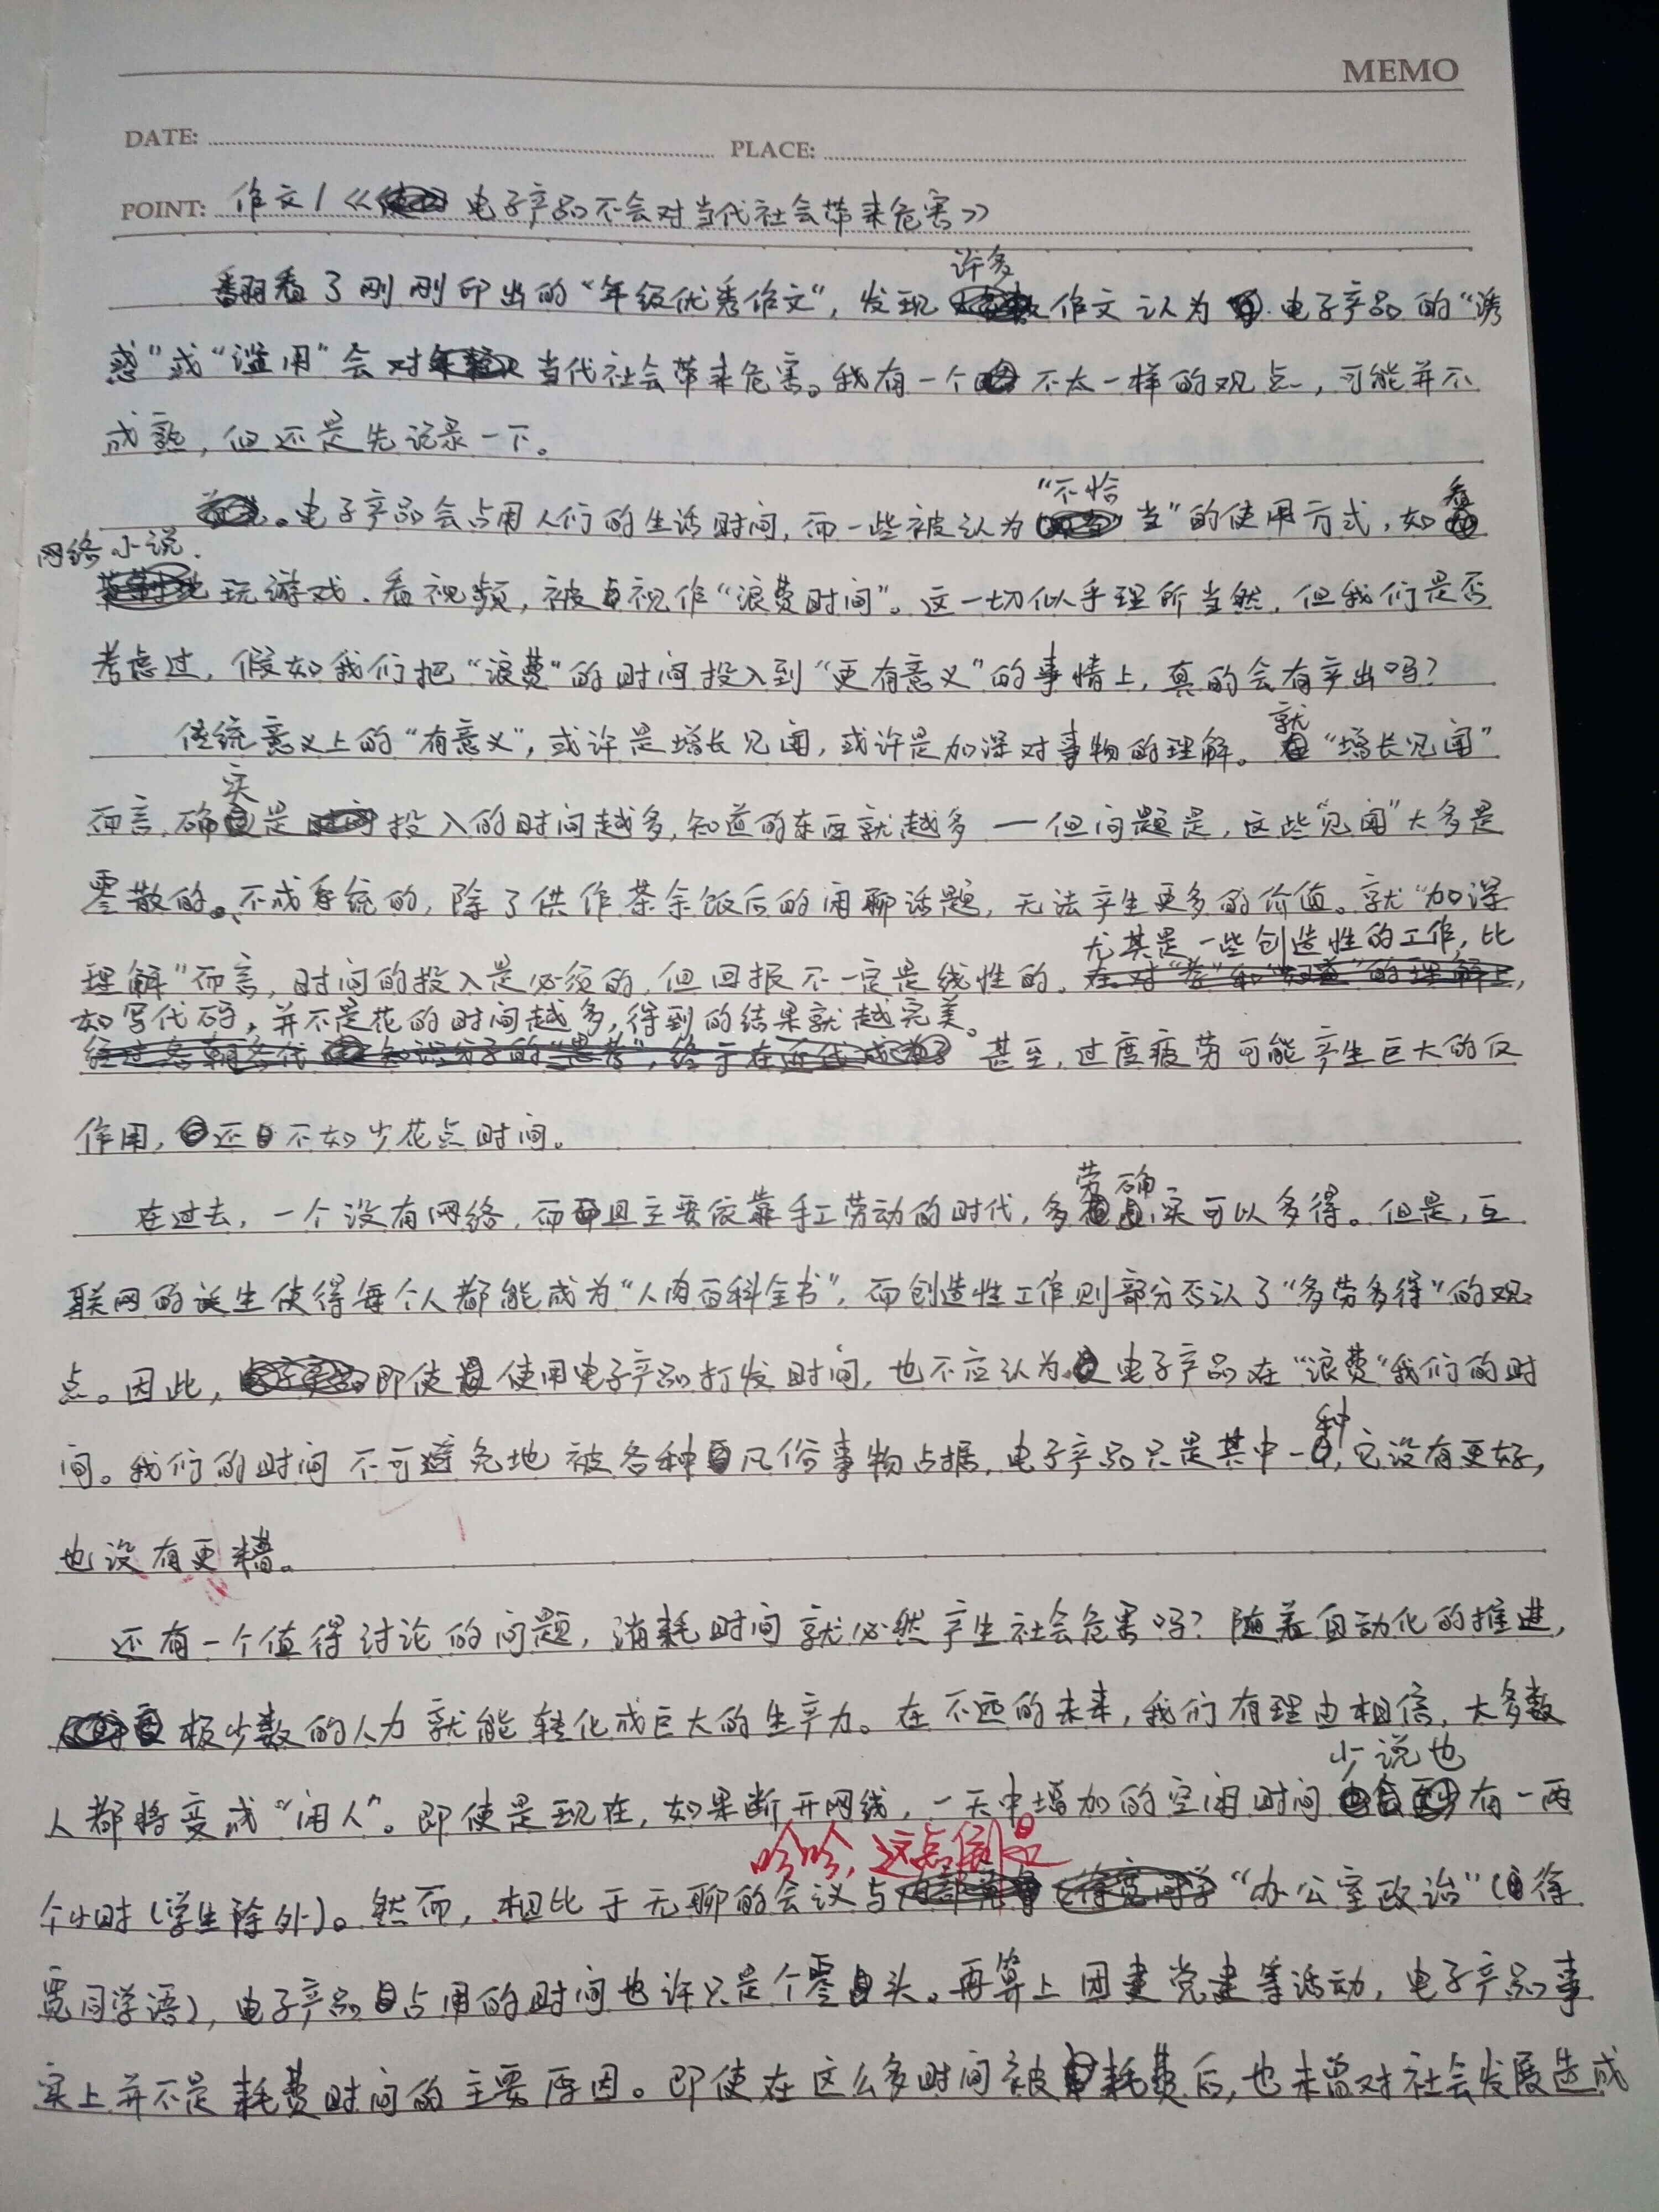 MEMO
DATE:
PLACE:
POINT: 作文1《电子产品不会对当代社会带来危害》
翻看了刚刚印出的“年级优秀作文”，发现许多作文认为电子产品的“诱
惑”或“滥用”会对当代社会带来危害。我有一个不太一样的观点，可能并不
成熟，但还是先记录一下。
电子产品会占用人们的生活时间，而一些被认为“不恰当”的使用方式，如看
网络小说、玩游戏、看视频，被视作“浪费时间”。这一切似乎理所当然，但我们是否
考虑过，假如我们把“浪费”的时间投入到“更有意义”的事情上，真的会有产出吗？
传统意义上的“有意义”，或许是增长见闻，或许是加深对事物的理解。就“增长见闻”
而言，确实是投入的时间越多，知道的东西就越多——但问题是，这些“见闻”大多是
零散的、不成系统的，除了供作茶余饭后的闲聊话题，无法产生更多的价值。就“加深
理解”而言，时间的投入是必须的，但回报不一定是线性的。尤其是一些创造性的工作，比
如写代码，并不是花的时间越多，得到的结果就越完美。甚至，过度疲劳可能产生巨大的反
作用，还不如少花点时间。
在过去，一个没有网络，而且主要依靠手工劳动的时代，多劳确实可以多得。但是，互
联网的诞生使得每个人都能成为“人肉百科全书”，而创造性工作则部分否认了“多劳多得”的观
点。因此，即使使用电子产品打发时间，也不应认为电子产品在“浪费”我们的时
间。我们的时间不可避免地被各种凡俗事物占据，电子产品只是其中一种，它没有更好，
也没有更糟。
还有一个值得讨论的问题，消耗时间就必然产生社会危害吗？随着自动化的推进，
极少数的人力就能转化成巨大的生产力。在不远的未来，我们有理由相信，大多数
人都将变成“闲人”。即使是现在，如果断开网线，一天中增加的空闲时间少说也有一两
个小时（学生除外）。然而，相比于无聊的会议与“办公室政治”（徐
哈哈，这点倒是
霓同学语），电子产品占用的时间也许只是个零头。再算上团建党建等活动，电子产品事
实上并不是耗费时间的主要原因。即使在这么多时间被耗费后，也未曾对社会发展造成